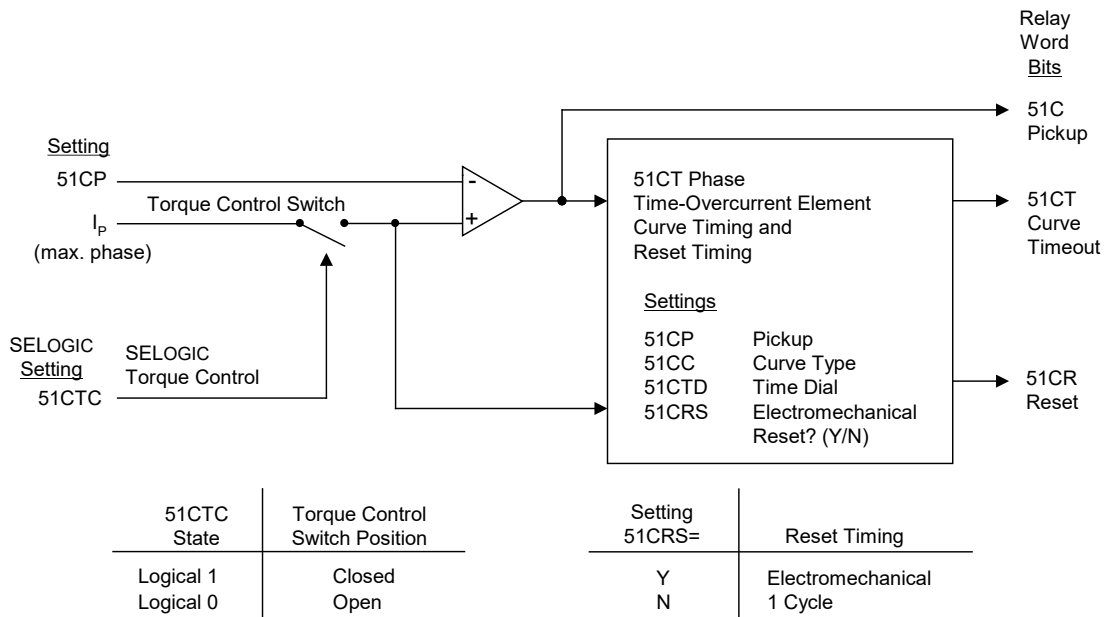 Relay
Word
Bits
51C
Pickup
Setting
51CP
-
Torque Control Switch
I_P
+
(max. phase)
51CT Phase
Time-Overcurrent Element
Curve Timing and
Reset Timing
51CT
Curve
Timeout
Settings
51CP Pickup
51CC Curve Type
51CTD Time Dial
51CRS Electromechanical
Reset? (Y/N)
SELOGIC
Setting
51CTC
SELOGIC
Torque Control
51CR
Reset
51CTC
State
Torque Control
Switch Position
Logical 1 Closed
Logical 0 Open
Setting
51CRS=
Reset Timing
Y Electromechanical
N 1 Cycle